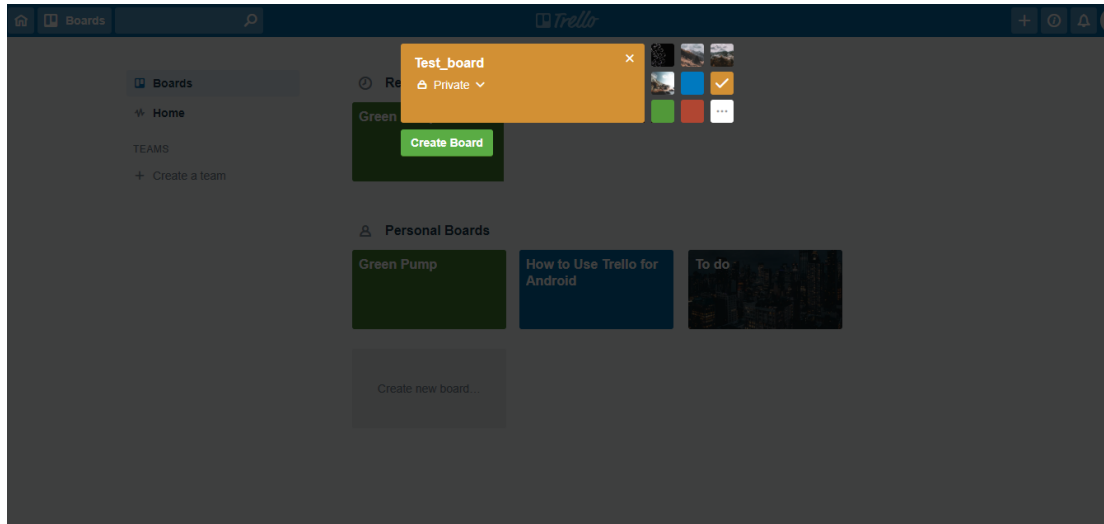 Boards
Trello
Test_board
Private
Create Board
Boards
Home
TEAMS
Create a team
Re
Green
Personal Boards
Green Pump
How to Use Trello for
Android
To do
Create new board...